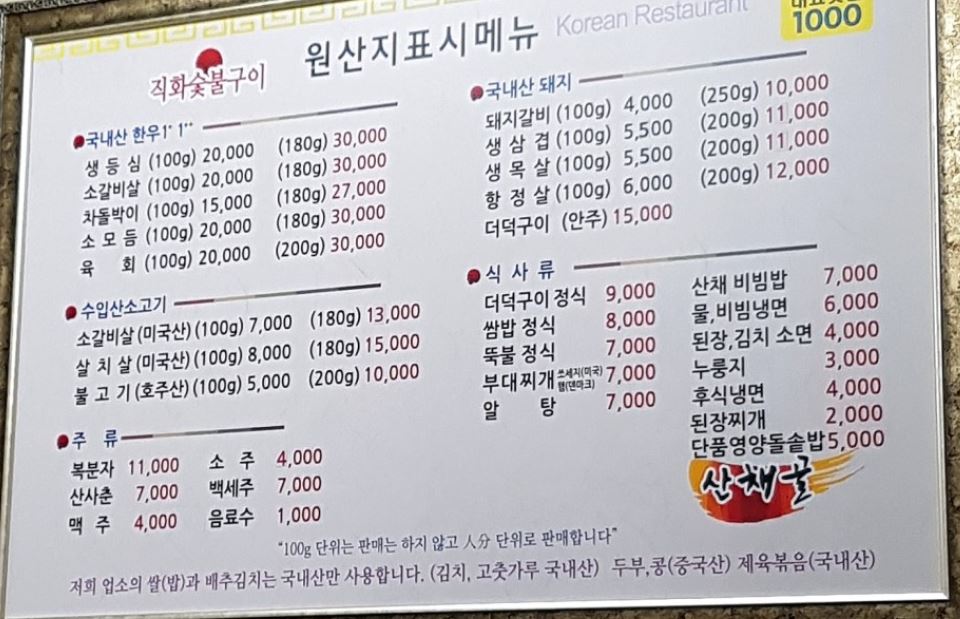 원산지표시메뉴
Korean Restaurant
1000
직화숯불구이
국내산 한우1+ 1++
생 등 심 (100g) 20,000 (180g) 30,000
소갈비살 (100g) 20,000 (180g) 30,000
차돌박이 (100g) 15,000 (180g) 27,000
소 모 듬 (100g) 20,000 (180g) 30,000
육 회 (100g) 20,000 (200g) 30,000
수입산소고기
소갈비살 (미국산) (100g) 7,000 (180g) 13,000
살 치 살 (미국산) (100g) 8,000 (180g) 15,000
불 고 기 (호주산) (100g) 5,000 (200g) 10,000
주 류
복분자 11,000 소 주 4,000
산사춘 7,000 백세주 7,000
맥 주 4,000 음료수 1,000
국내산 돼지
돼지갈비 (100g) 4,000 (250g) 10,000
생 삼 겹 (100g) 5,500 (200g) 11,000
생 목 살 (100g) 5,500 (200g) 11,000
항 정 살 (100g) 6,000 (200g) 12,000
더덕구이 (안주) 15,000
식 사 류
더덕구이 정식 9,000
쌈밥 정식 8,000
뚝불 정식 7,000
부대찌개 쏘세지(미국) 햄(덴마크) 7,000
알 탕 7,000
산채 비빔밥 7,000
물,비빔냉면 6,000
된장,김치 소면 4,000
누룽지 3,000
후식냉면 4,000
된장찌개 2,000
단품영양돌솥밥 5,000
산채골
“100g 단위는 판매는 하지 않고 人分 단위로 판매합니다”
저희 업소의 쌀(밥)과 배추김치는 국내산만 사용합니다. (김치, 고춧가루 국내산) 두부,콩(중국산) 제육볶음(국내산)